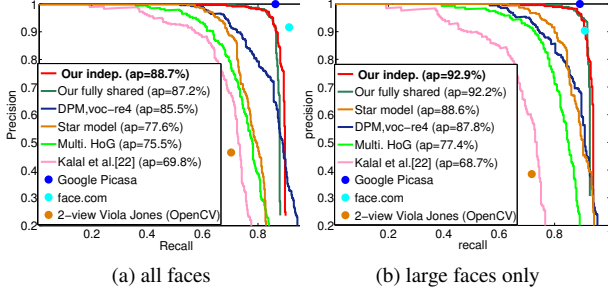 1
0.9
0.8
0.7
0.6
0.5
0.4
0.3
0.2
Precision
Our indep. (ap=88.7%)
Our fully shared (ap=87.2%)
DPM,voc-re4 (ap=85.5%)
Star model (ap=77.6%)
Multi. HoG (ap=75.5%)
Kalal et al.[22] (ap=69.8%)
Google Picasa
face.com
2-view Viola Jones (OpenCV)
0.2 0.4 0.6 0.8
Recall
(a) all faces
1
0.9
0.8
0.7
0.6
0.5
0.4
0.3
0.2
precision
Our indep. (ap=92.9%)
Our fully shared (ap=92.2%)
Star model (ap=88.6%)
DPM,voc-re4 (ap=87.8%)
Multi. HoG (ap=77.4%)
Kalal et al.[22] (ap=68.7%)
Google Picasa
face.com
2-view Viola Jones (OpenCV)
0.2 0.4 0.6 0.8 1
recall
(b) large faces only